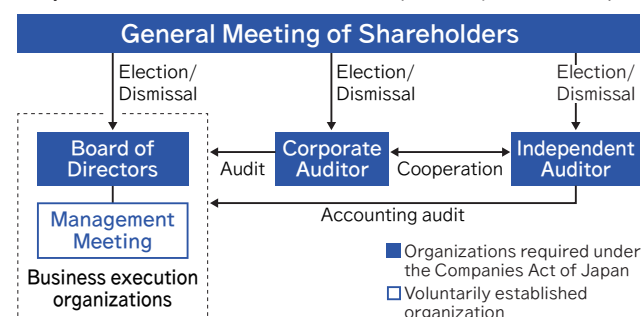 General Meeting of Shareholders
Election/
Dismissal
Election/
Dismissal
Election/
Dismissal
Board of
Directors
Audit
Corporate
Auditor
Cooperation
Independent
Auditor
Accounting audit
Management
Meeting
Business execution
organizations
Organizations required under
the Companies Act of Japan
Voluntarily established
organization